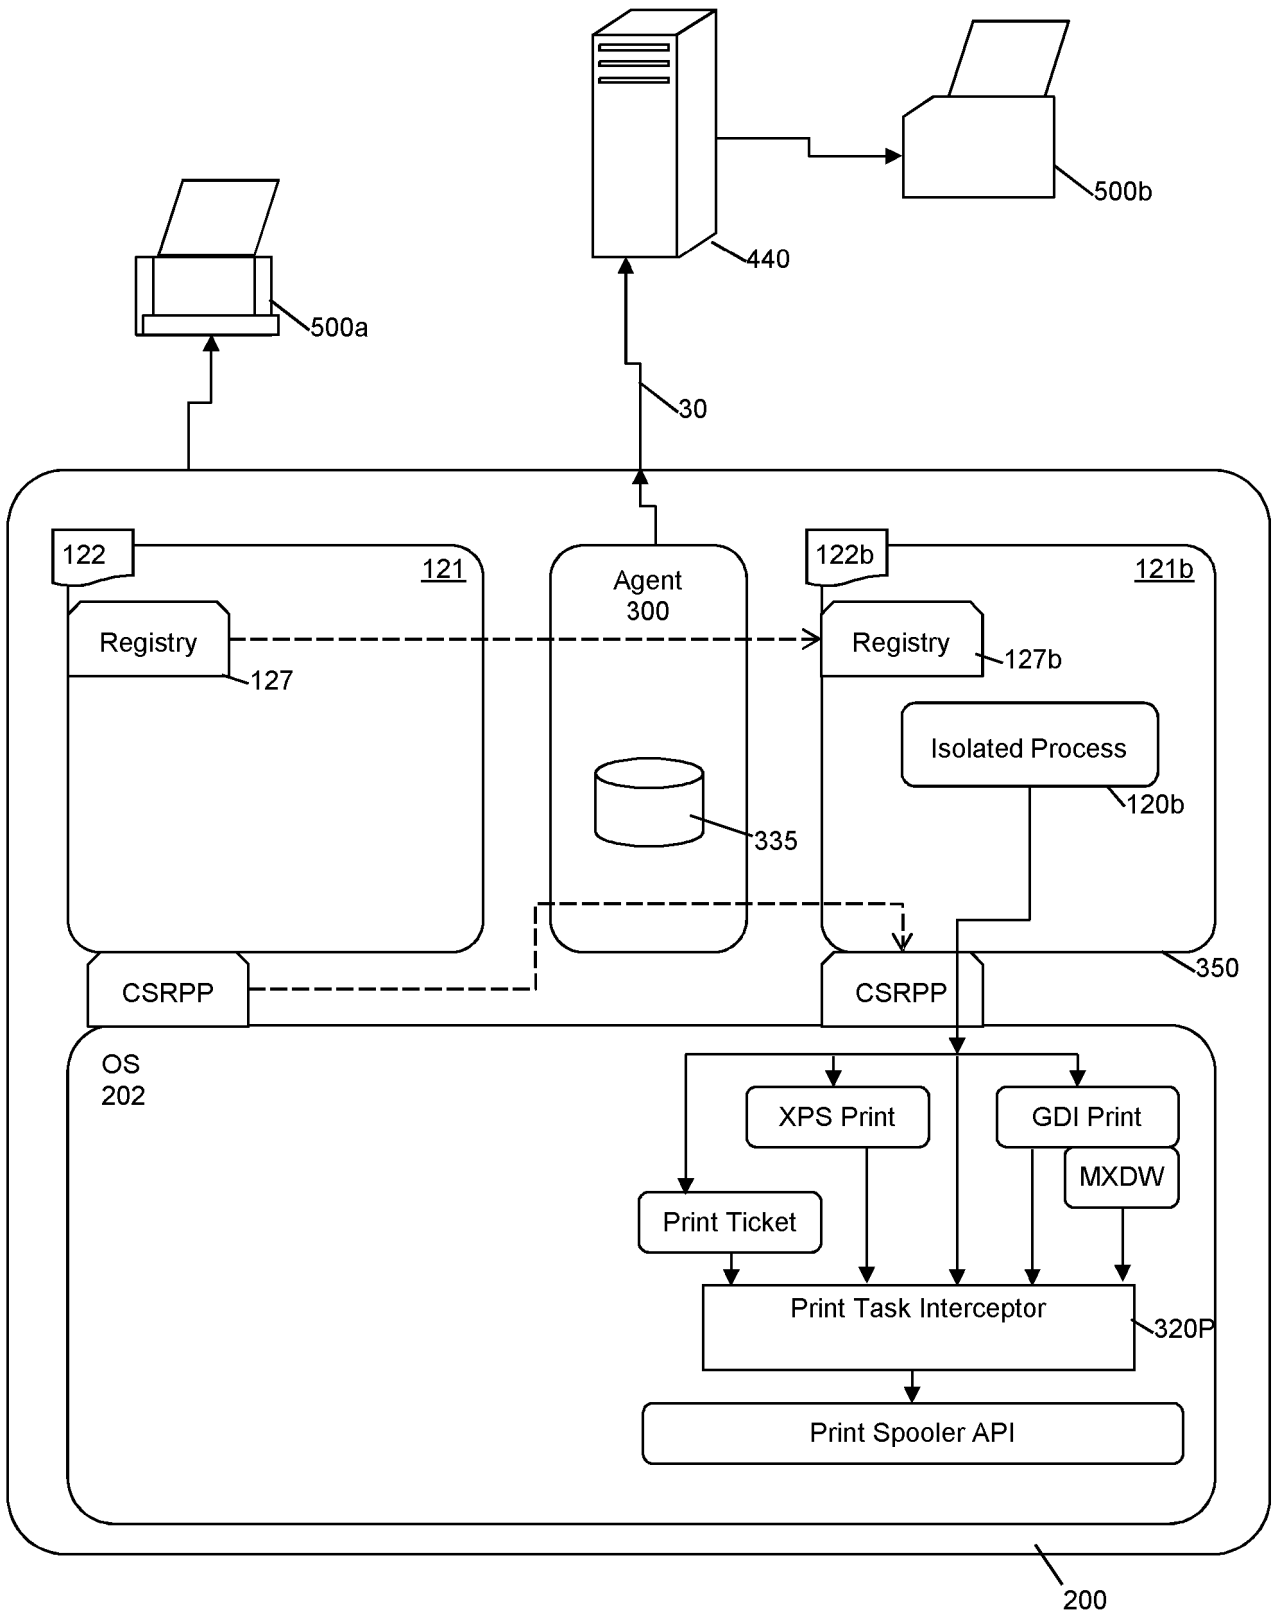 500b
440
500a
30
122
121
Agent
300
122b
121b
Registry
127
Registry
127b
Isolated Process
120b
335
350
CSRPP
CSRPP
OS
202
XPS Print
GDI Print
MXDW
Print Ticket
Print Task Interceptor
320P
Print Spooler API
200